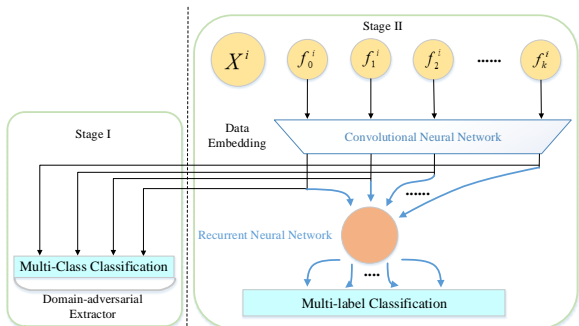 Stage II
X^i
f_0^i
f_1^i
f_2^i
......
f_k^i
Stage I
Data
Embedding
Convolutional Neural Network
......
Recurrent Neural Network
Multi-Class Classification
....
Domain-adversarial
Extractor
Multi-label Classification